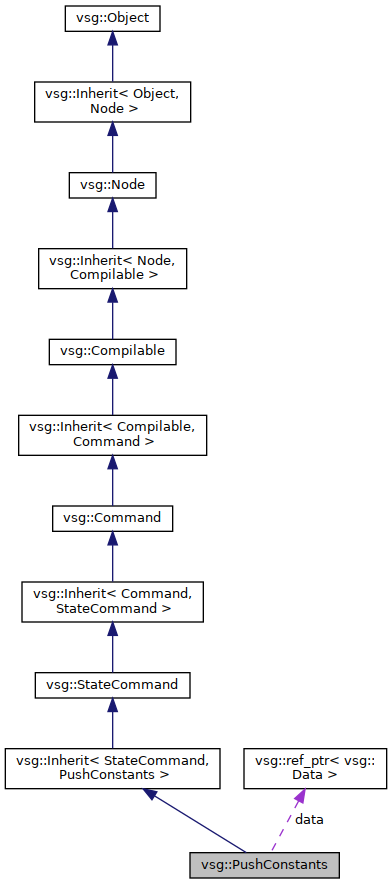 vsg::Object
vsg::Inherit< Object,
Node >
vsg::Node
vsg::Inherit< Node,
Compilable >
vsg::Compilable
vsg::Inherit< Compilable,
Command >
vsg::Command
vsg::Inherit< Command,
StateCommand >
vsg::StateCommand
vsg::Inherit< StateCommand,
PushConstants >
vsg::ref_ptr< vsg::
Data >
data
vsg::PushConstants